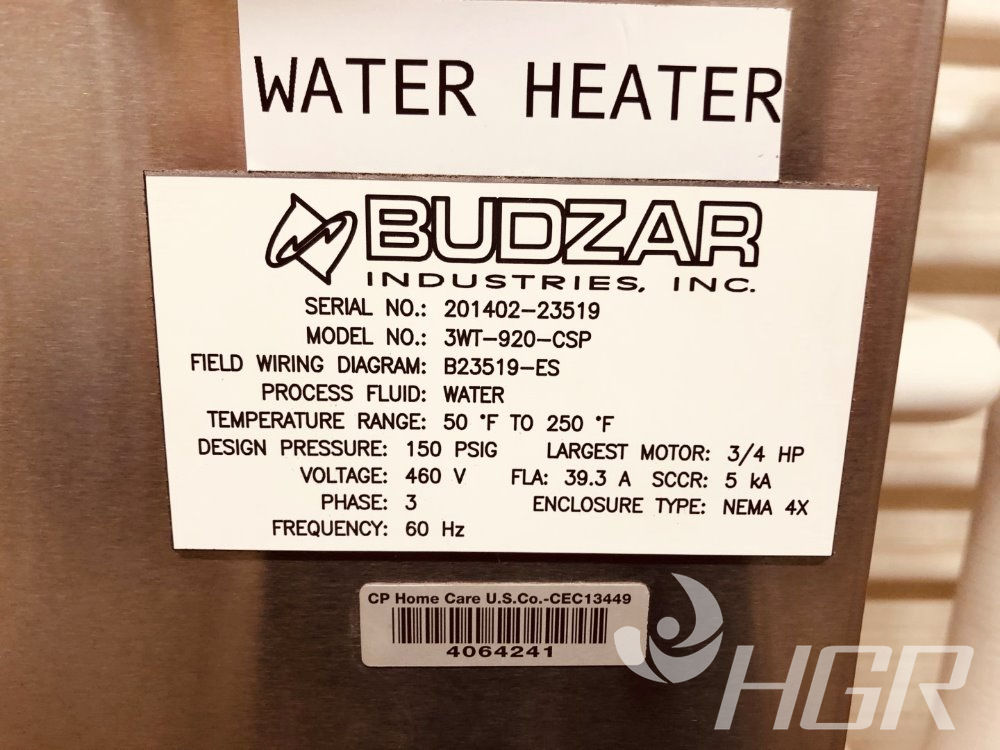 WATER HEATER
BUDZAR
INDUSTRIES, INC.
SERIAL NO.: 201402-23519
MODEL NO.: 3WT-920-CSP
FIELD WIRING DIAGRAM: B23519-ES
PROCESS FLUID: WATER
TEMPERATURE RANGE: 50 °F TO 250 °F
DESIGN PRESSURE: 150 PSIG LARGEST MOTOR: 3/4 HP
VOLTAGE: 460 V FLA: 39.3 A SCCR: 5 kA
PHASE: 3 ENCLOSURE TYPE: NEMA 4X
FREQUENCY: 60 Hz
CP Home Care U.S.Co.-CEC13449
4064241
HGR